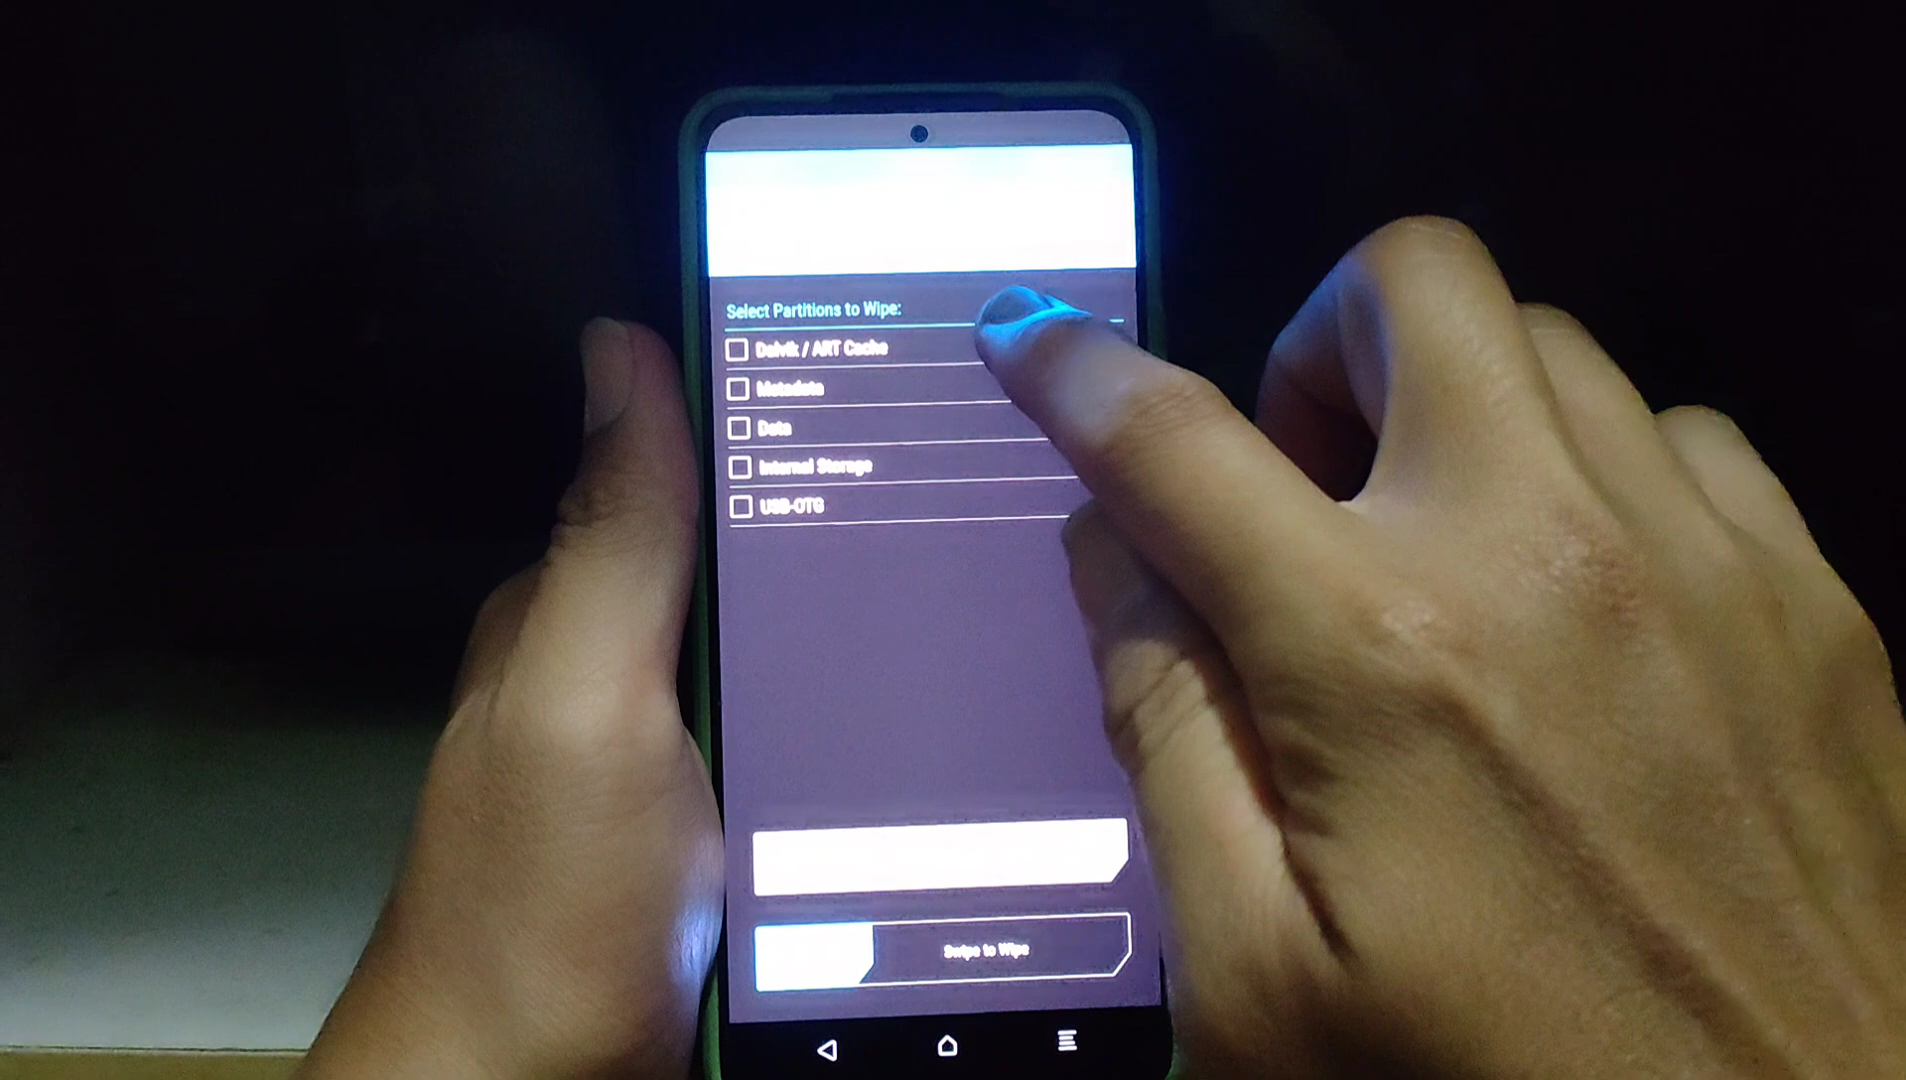 Select Partitions to Wipe:
Dalvik / ART Cache
Metadata
Data
Internal Storage
USB-OTG
Swipe to Wipe